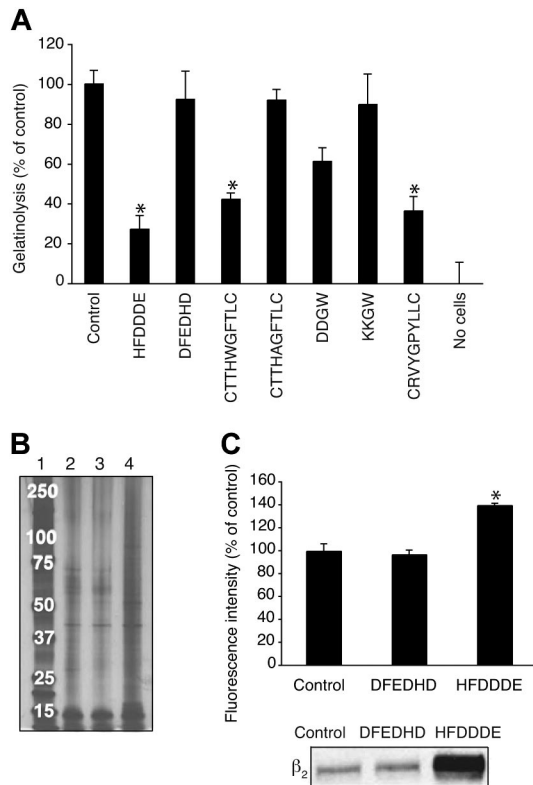 A
Gelatinolysis (% of control)
120
100
80
60
40
20
0
*
*
*
Control
HFDDDE
DFEDHD
CTTHWGFTLC
CTTHAGFTLC
DDGW
KKGW
CRVYGPYLLC
No cells
B
1 2 3 4
250
100
75
50
37
25
15
C
Fluorescence intensity (% of control)
160
140
120
100
80
60
40
20
0
*
Control DFEDHD HFDDDE
Control DFEDHD HFDDDE
β2